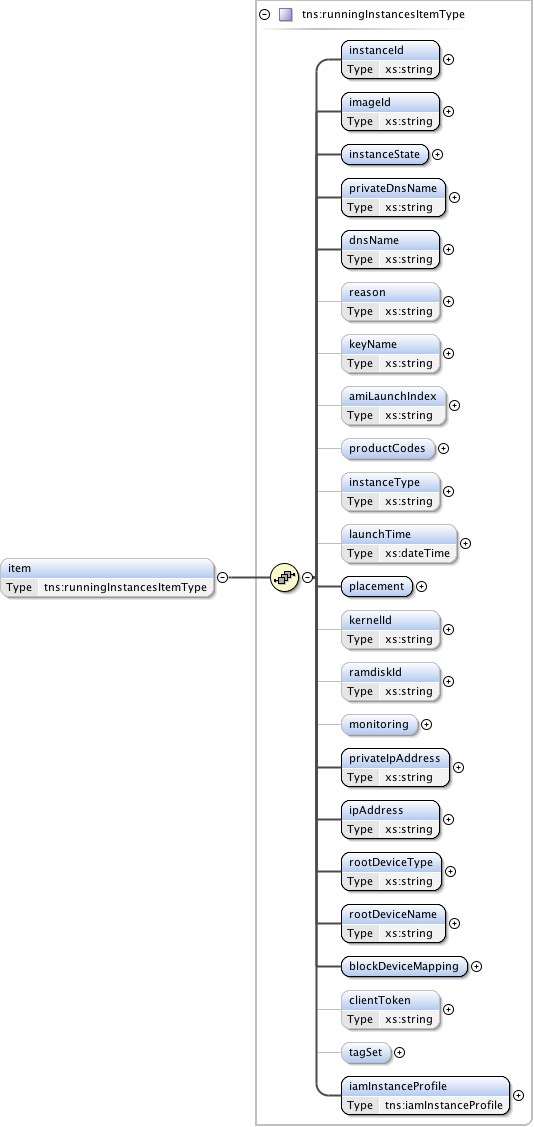 tns:runningInstancesItemType
instanceId
Type xs:string
imageId
Type xs:string
instanceState
privateDnsName
Type xs:string
dnsName
Type xs:string
reason
Type xs:string
keyName
Type xs:string
amiLaunchIndex
Type xs:string
productCodes
instanceType
Type xs:string
launchTime
Type xs:dateTime
item
Type tns:runningInstancesItemType
placement
kernelId
Type xs:string
ramdiskId
Type xs:string
monitoring
privateIpAddress
Type xs:string
ipAddress
Type xs:string
rootDeviceType
Type xs:string
rootDeviceName
Type xs:string
blockDeviceMapping
clientToken
Type xs:string
tagSet
iamInstanceProfile
Type tns:iamInstanceProfile